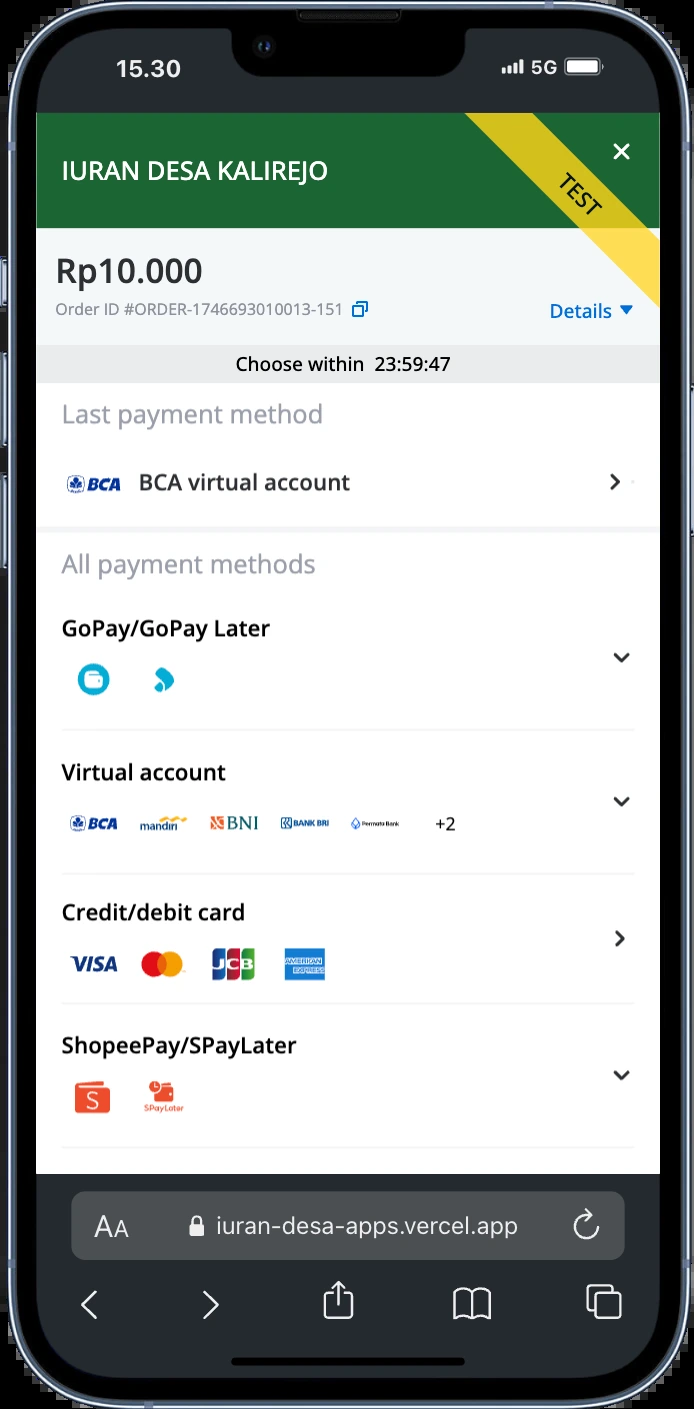 15.30
5G
IURAN DESA KALIREJO
TEST
Rp10.000
Order ID #ORDER-1746693010013-151
Details
Choose within 23:59:47
Last payment method
BCA BCA virtual account
All payment methods
GoPay/GoPay Later
Virtual account
BCA mandiri BNI BANK BRI PermataBank +2
Credit/debit card
VISA JCB AMERICAN EXPRESS
ShopeePay/SPayLater
S SPayLater
AA iuran-desa-apps.vercel.app